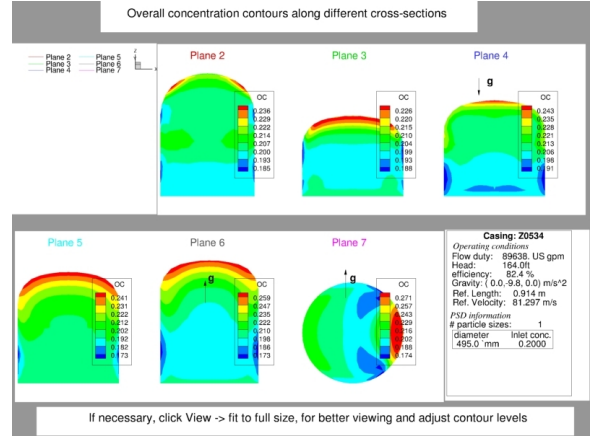 Overall concentration contours along different cross-sections
Plane 2 Plane 5
Plane 3 Plane 6
Plane 4 Plane 7
Plane 2
OC
0.236
0.229
0.222
0.214
0.207
0.200
0.193
0.185
Plane 3
OC
0.226
0.220
0.215
0.210
0.204
0.199
0.193
0.188
Plane 4
g
OC
0.243
0.235
0.228
0.221
0.213
0.206
0.198
0.191
Plane 5
OC
0.241
0.231
0.222
0.212
0.202
0.192
0.182
0.173
Plane 6
g
OC
0.259
0.247
0.235
0.222
0.210
0.198
0.186
0.173
Plane 7
g
OC
0.271
0.257
0.243
0.229
0.216
0.202
0.188
0.174
Casing: Z0534
Operating conditions
Flow duty: 89638. US gpm
Head: 164.0ft
efficiency: 82.4 %
Gravity: ( 0.0,-9.8, 0.0) m/s^2
Ref. Length: 0.914 m
Ref. Velocity: 81.297 m/s
PSD information
# particle sizes: 1
diameter Inlet conc.
495.0 `mm 0.2000
If necessary, click View -> fit to full size, for better viewing and adjust contour levels